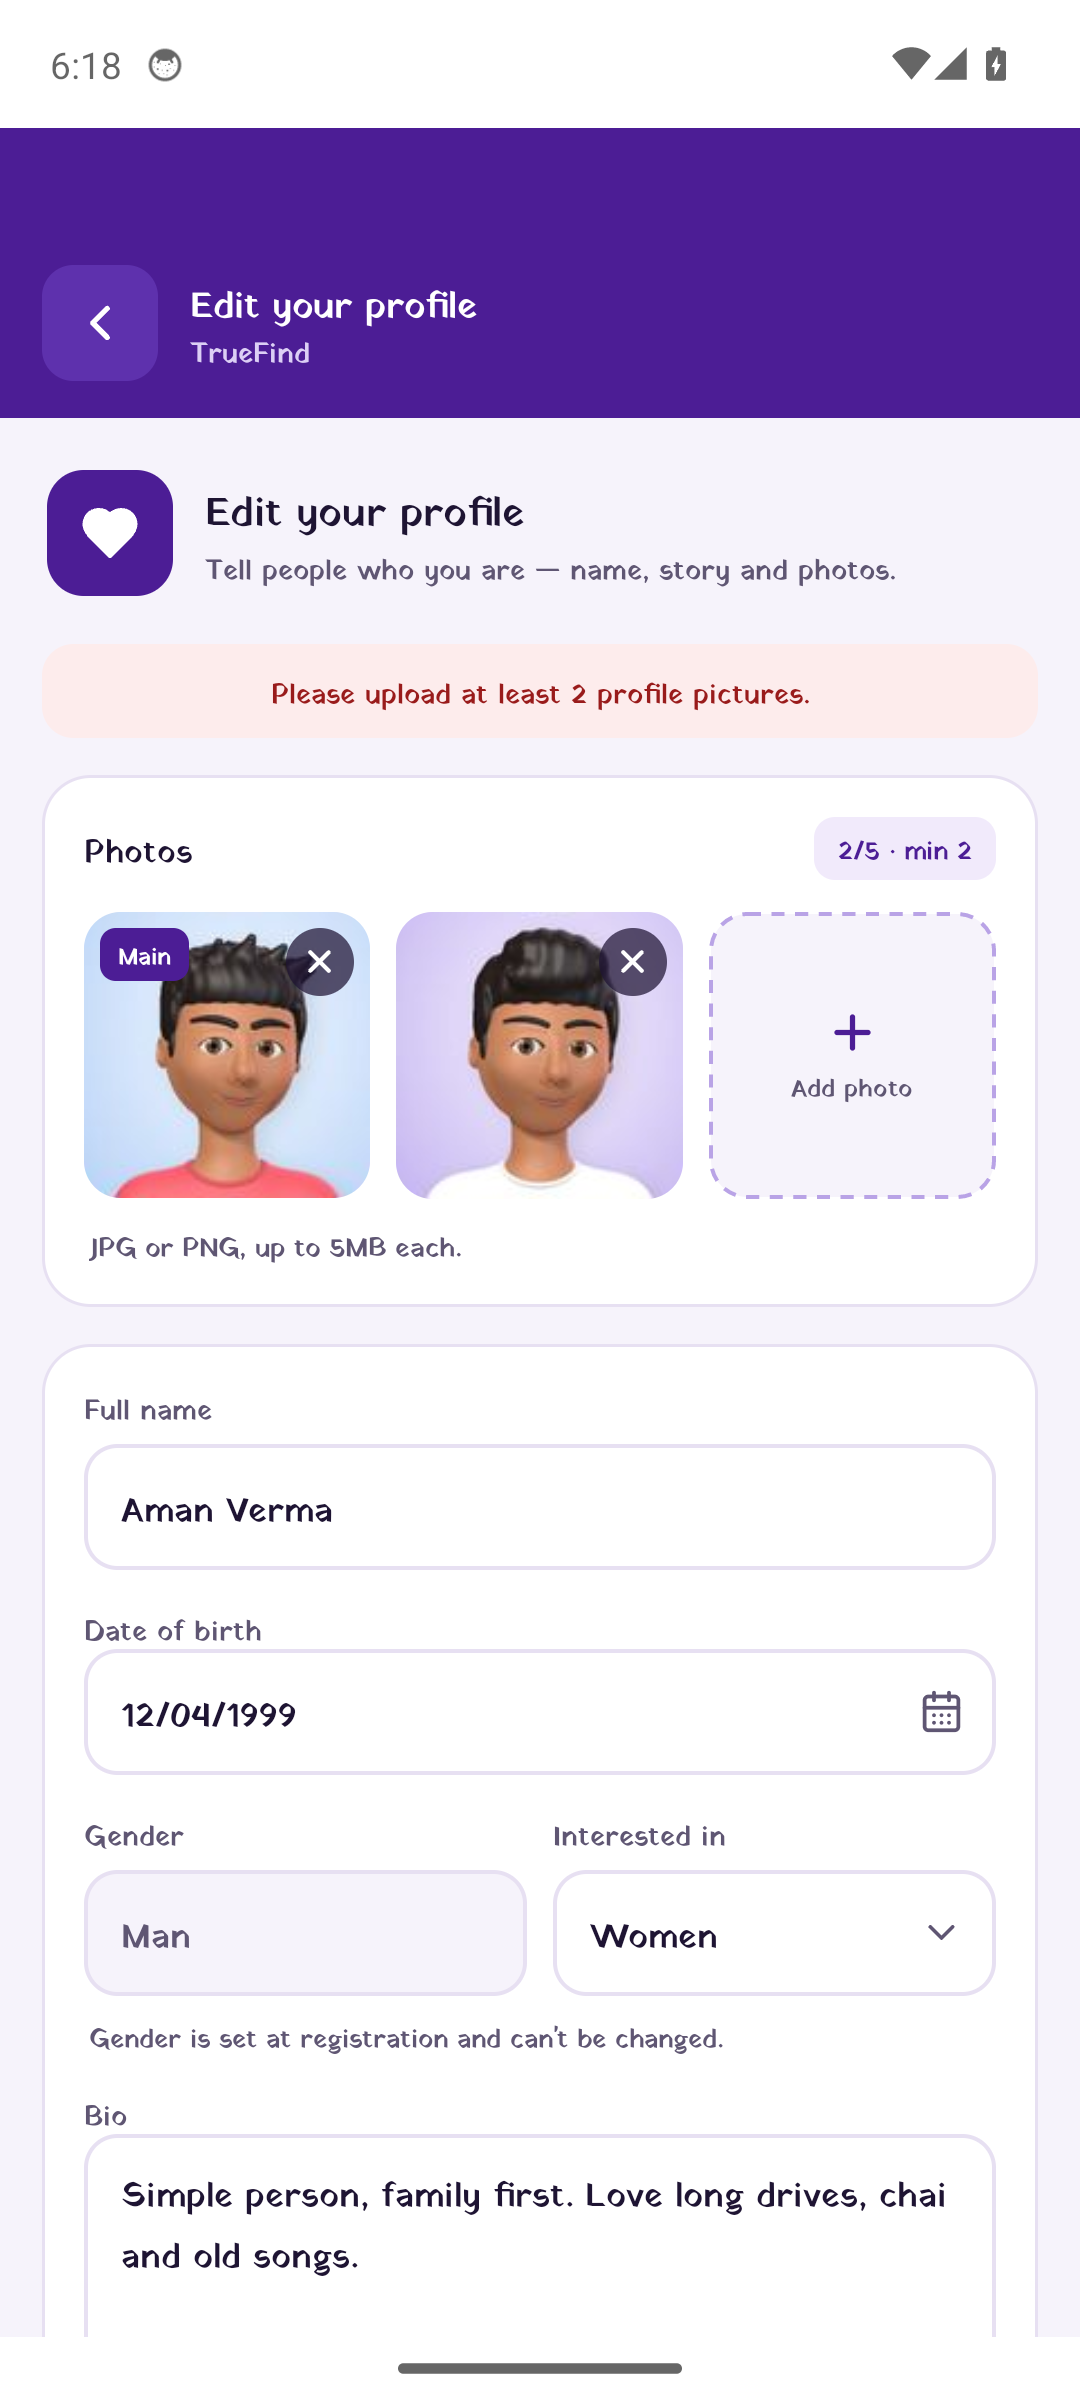 6:18
Edit your profile
TrueFind
Edit your profile
Tell people who you are — name, story and photos.
Please upload at least 2 profile pictures.
Photos
2/5 · min 2
Main
Add photo
JPG or PNG, up to 5MB each.
Full name
Aman Verma
Date of birth
12/04/1999
Gender
Interested in
Man
Women
Gender is set at registration and can't be changed.
Bio
Simple person, family first. Love long drives, chai
and old songs.